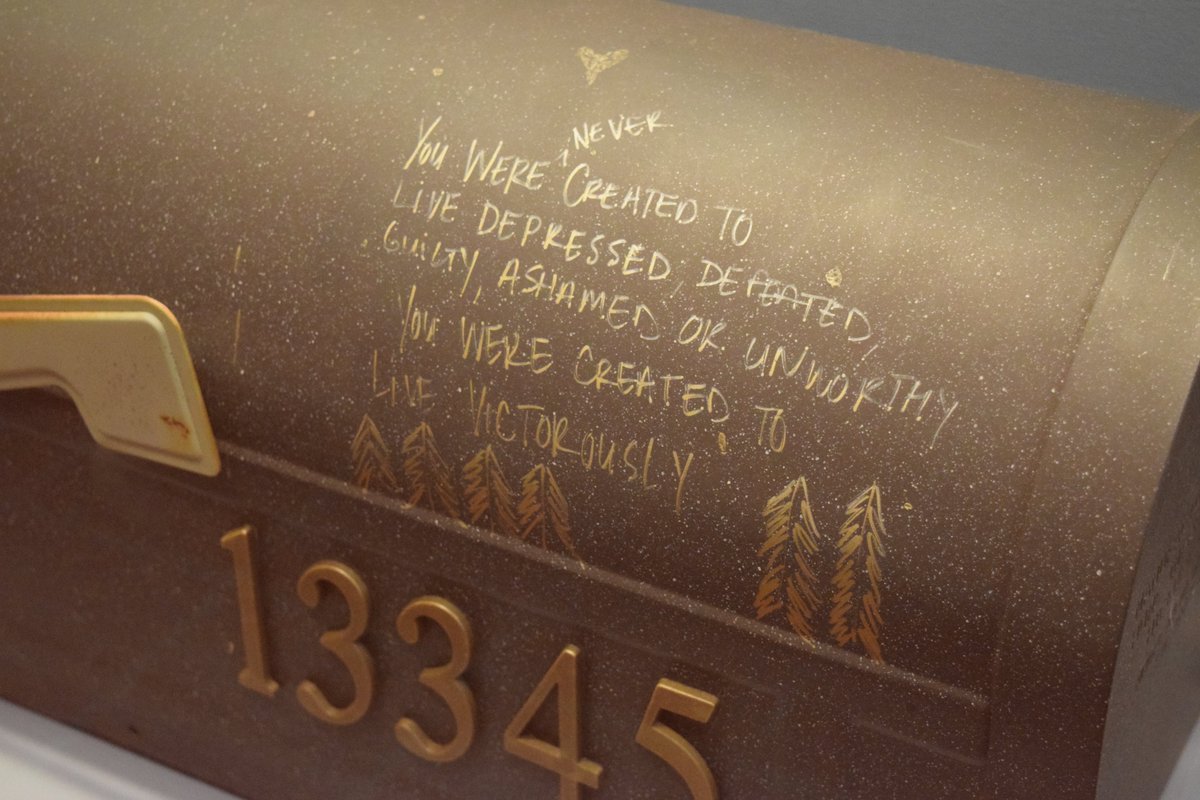 YOU WERE NEVER CREATED TO
LIVE DEPRESSED, DEFEATED,
GUILTY, ASHAMED OR UNWORTHY
YOU WERE CREATED TO
LIVE VICTOROUSLY
13345